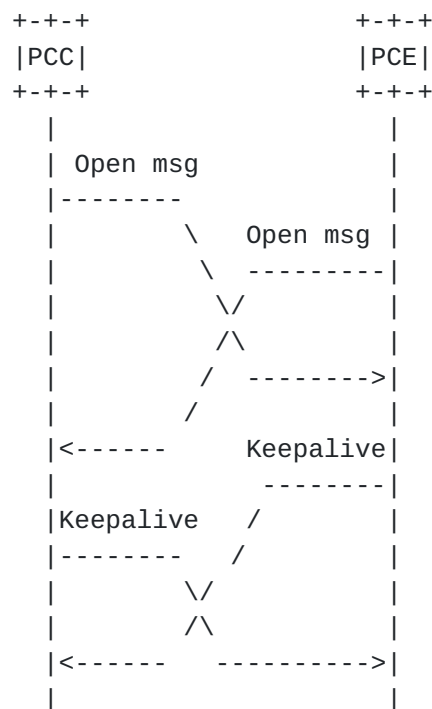 +-+-+                 +-+-+
|PCC|                 |PCE|
+-+-+                 +-+-+
  |                     |
  | Open msg            |
  |--------             |
  |        \   Open msg |
  |         \  ---------|
  |          \/         |
  |          /\         |
  |         /  -------->|
  |        /            |
  |<------     Keepalive|
  |             --------|
  |Keepalive   /        |
  |--------   /         |
  |        \/           |
  |        /\           |
  |<------   ---------->|
  |                     |